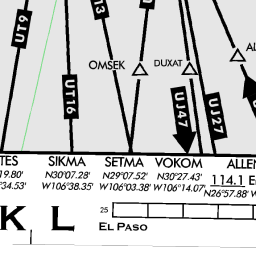 UT19
13
OMSEK
DUXAT
UT16
UJ47
UJ27
TES
SIKMA
SETMA
VOKOM
ALLEN
19.80'
N30°07.28'
N29°07.52'
N30°27.43'
114.1
°34.53'
W106°38.35'
W106°03.38'
W106°14.07'
N26°57.88'
K L
25
EL PASO